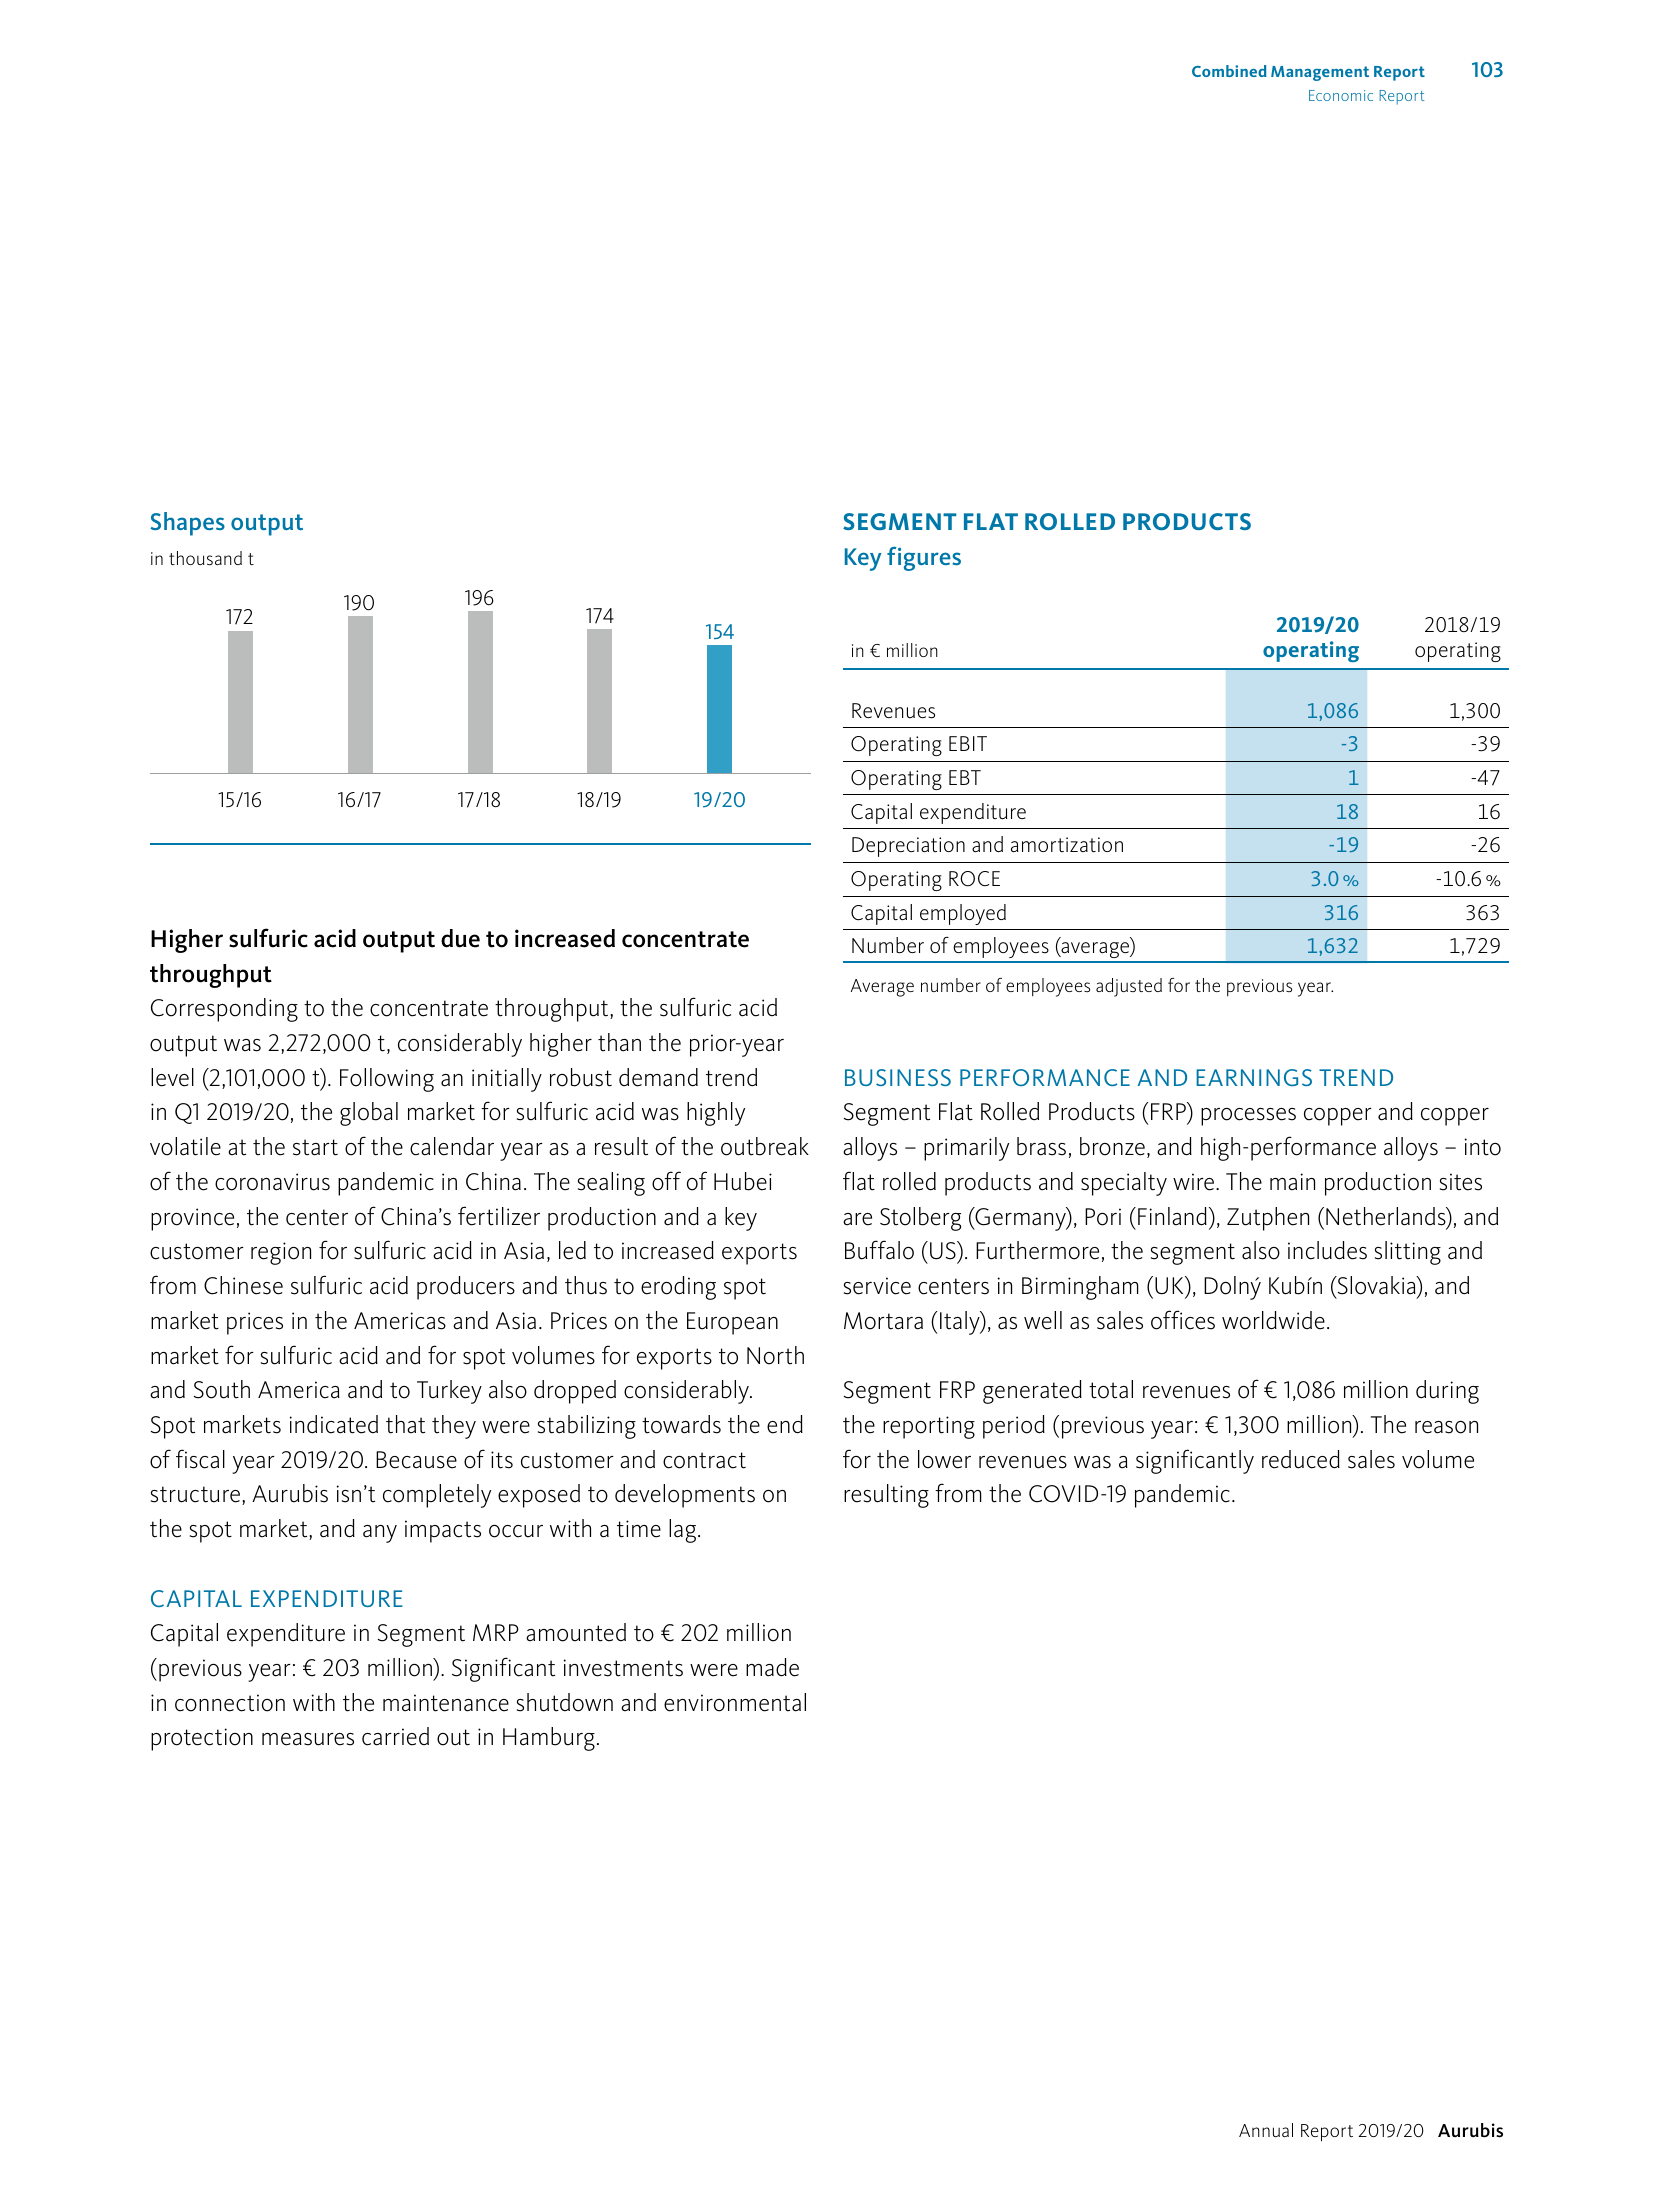 Combined Management Report 103
Economic Report
Shapes output
in thousand t
172 190 196 174 154
15/16 16/17 17/18 18/19 19/20
Higher sulfuric acid output due to increased concentrate
throughput
Corresponding to the concentrate throughput, the sulfuric acid
output was 2,272,000 t, considerably higher than the prior-year
level (2,101,000 t). Following an initially robust demand trend
in Q1 2019/20, the global market for sulfuric acid was highly
volatile at the start of the calendar year as a result of the outbreak
of the coronavirus pandemic in China. The sealing off of Hubei
province, the center of China’s fertilizer production and a key
customer region for sulfuric acid in Asia, led to increased exports
from Chinese sulfuric acid producers and thus to eroding spot
market prices in the Americas and Asia. Prices on the European
market for sulfuric acid and for spot volumes for exports to North
and South America and to Turkey also dropped considerably.
Spot markets indicated that they were stabilizing towards the end
of fiscal year 2019/20. Because of its customer and contract
structure, Aurubis isn’t completely exposed to developments on
the spot market, and any impacts occur with a time lag.
CAPITAL EXPENDITURE
Capital expenditure in Segment MRP amounted to € 202 million
(previous year: € 203 million). Significant investments were made
in connection with the maintenance shutdown and environmental
protection measures carried out in Hamburg.
SEGMENT FLAT ROLLED PRODUCTS
Key figures
2019/20 2018/19
in € million operating operating
Revenues 1,086 1,300
Operating EBIT -3 -39
Operating EBT 1 -47
Capital expenditure 18 16
Depreciation and amortization -19 -26
Operating ROCE 3.0 % -10.6 %
Capital employed 316 363
Number of employees (average) 1,632 1,729
Average number of employees adjusted for the previous year.
BUSINESS PERFORMANCE AND EARNINGS TREND
Segment Flat Rolled Products (FRP) processes copper and copper
alloys – primarily brass, bronze, and high-performance alloys – into
flat rolled products and specialty wire. The main production sites
are Stolberg (Germany), Pori (Finland), Zutphen (Netherlands), and
Buffalo (US). Furthermore, the segment also includes slitting and
service centers in Birmingham (UK), Dolný Kubín (Slovakia), and
Mortara (Italy), as well as sales offices worldwide.
Segment FRP generated total revenues of € 1,086 million during
the reporting period (previous year: € 1,300 million). The reason
for the lower revenues was a significantly reduced sales volume
resulting from the COVID-19 pandemic.
Annual Report 2019/20 Aurubis